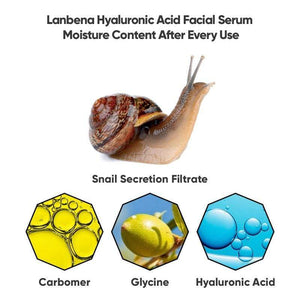 Lanbena Hyaluronic Acid Facial Serum
Moisture Content After Every Use
Snail Secretion Filtrate
Carbomer
Glycine
Hyaluronic Acid